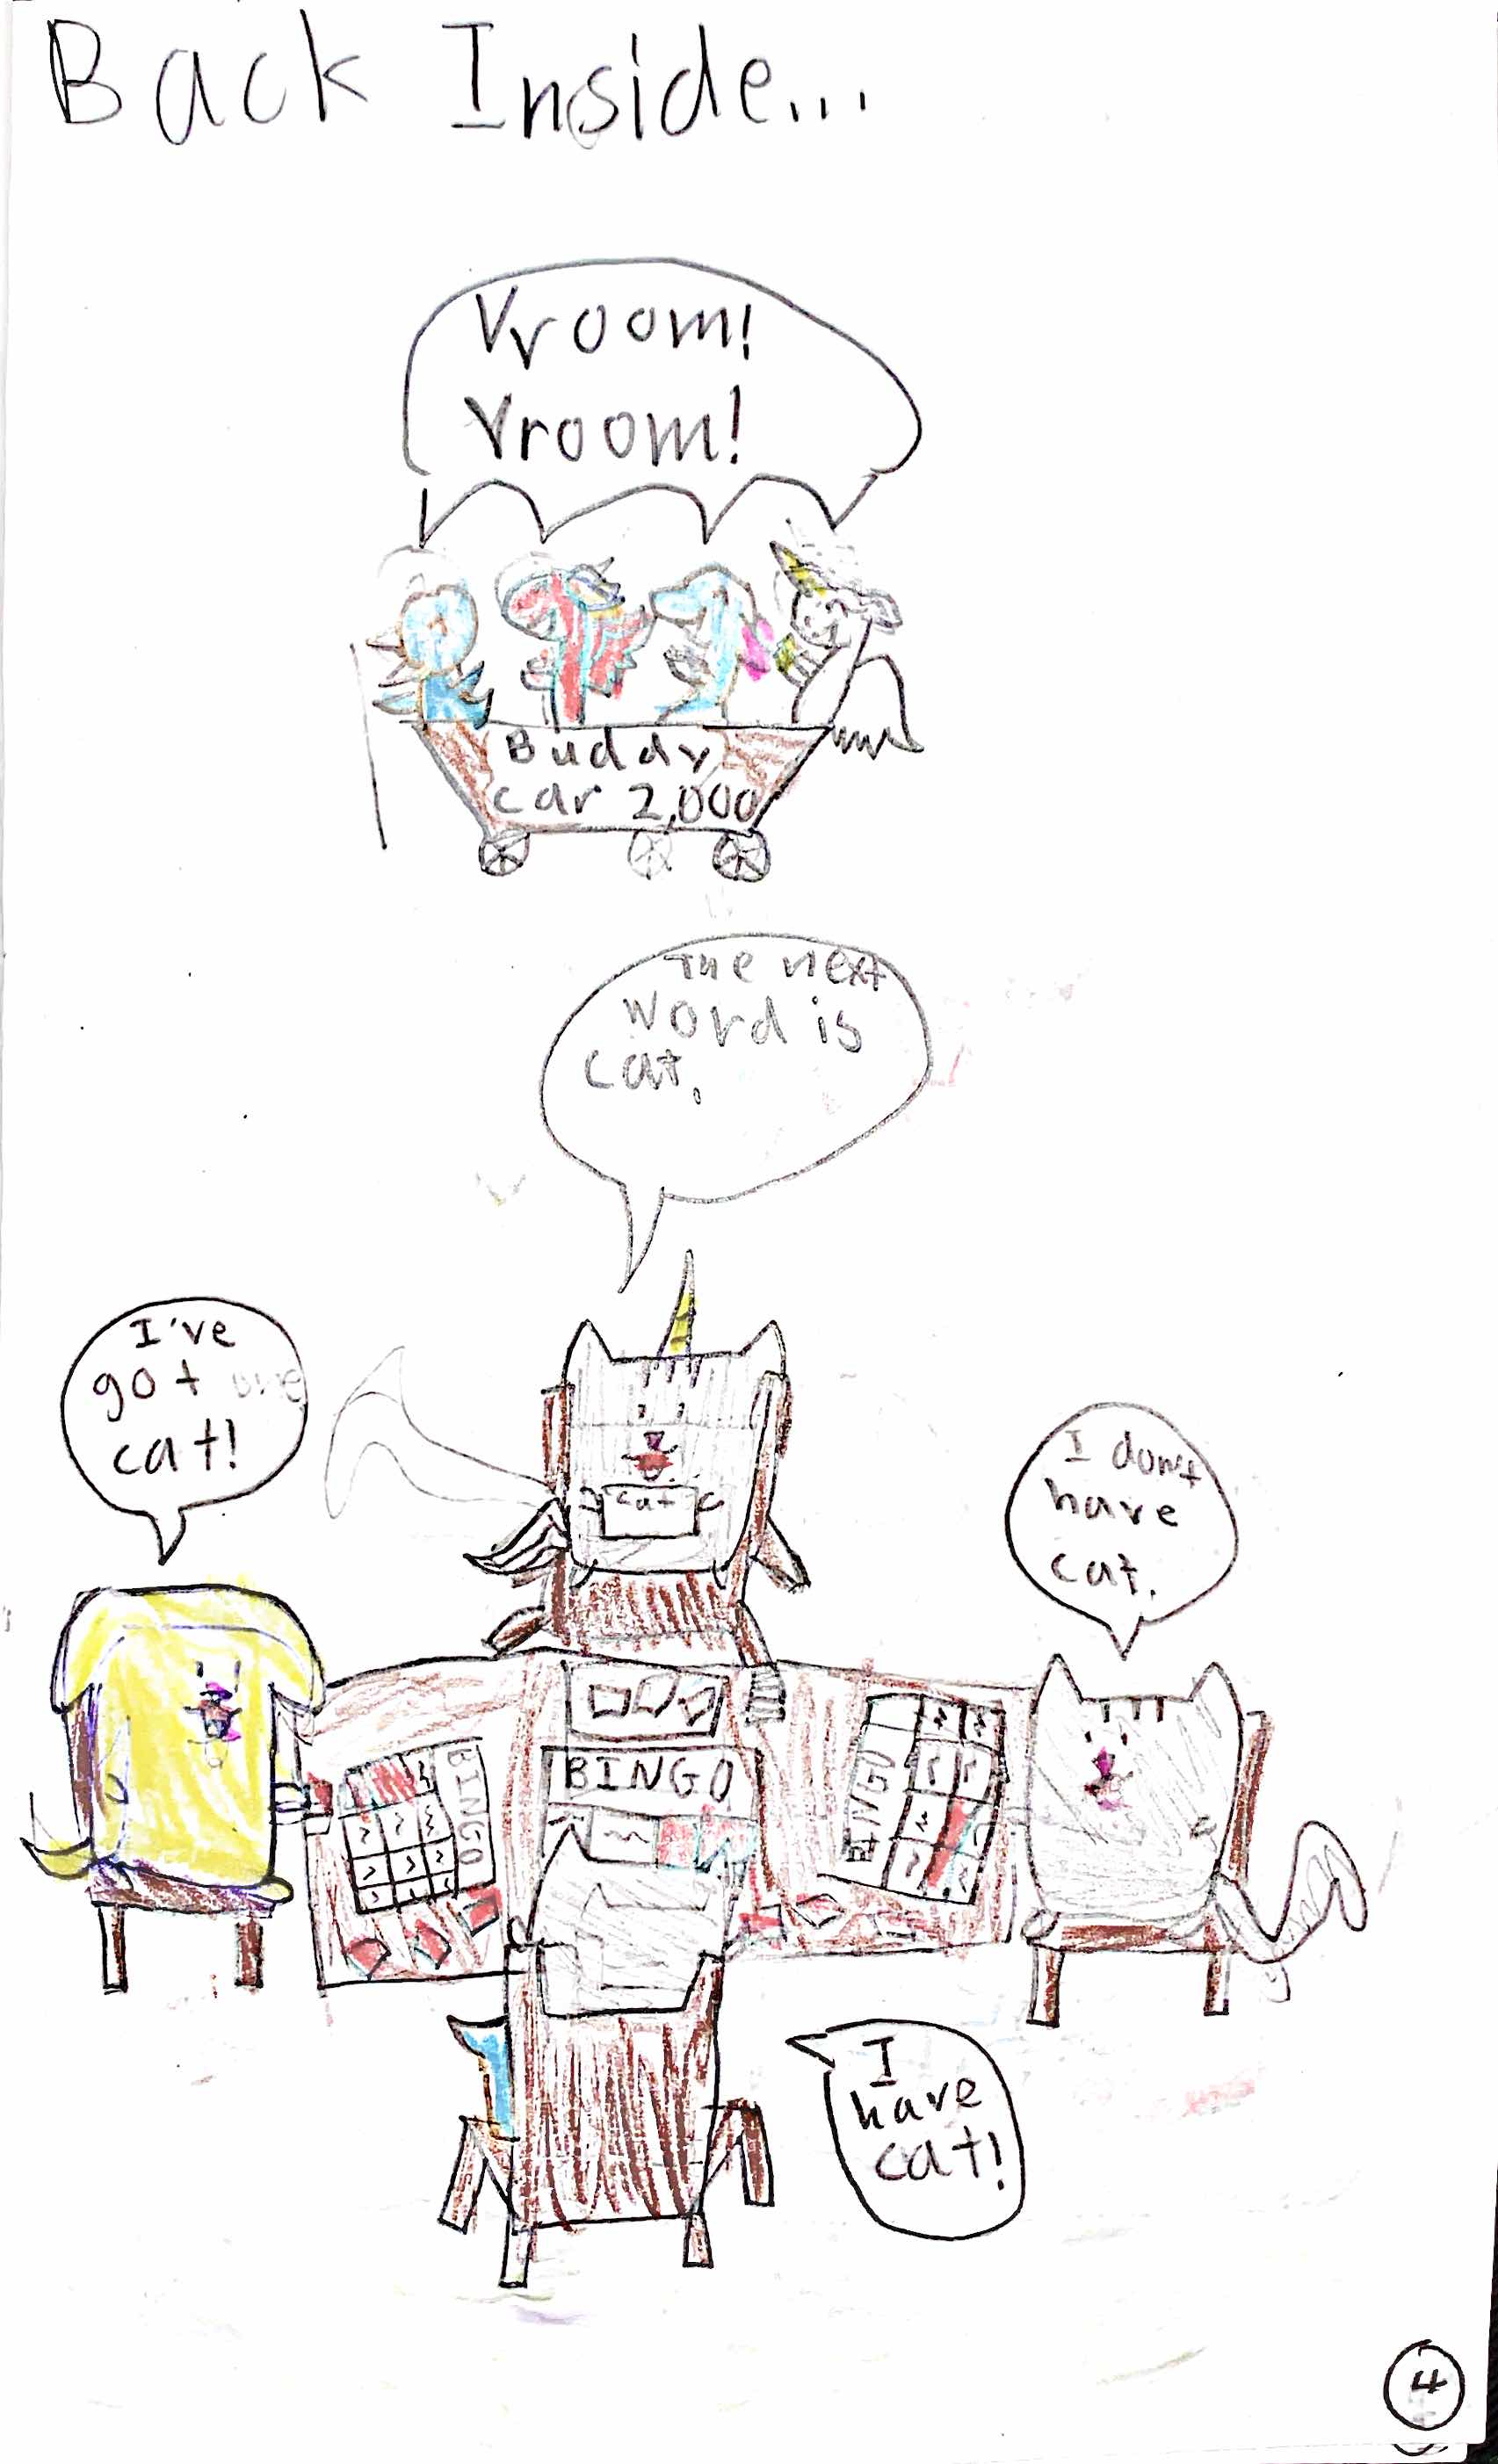 Back Inside...
Vroom!
Vroom!
Buddy
car 2,000
The next
word is
cat.
I've
got one
cat!
I don't
have
cat.
cat
BINGO
BINGO
BINGO
I
have
cat!
4